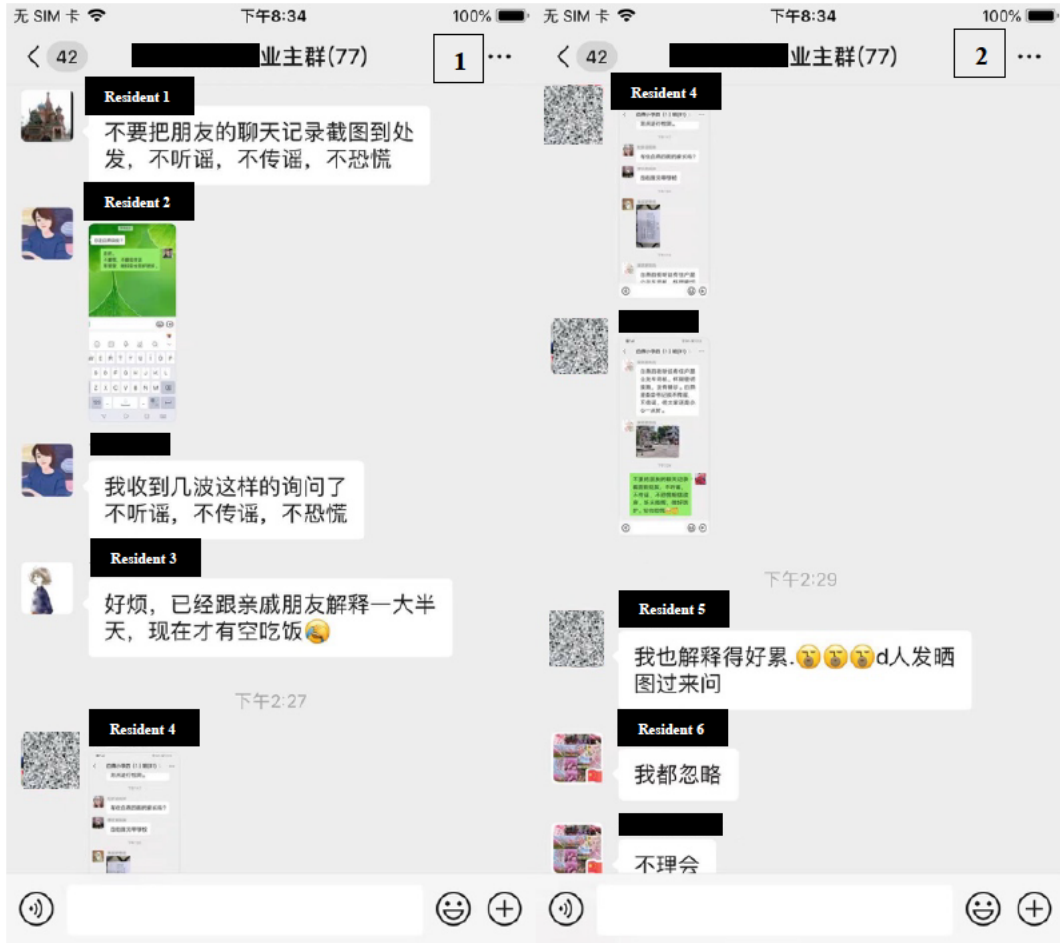 无 SIM 卡 下午8:34 100%
42 业主群(77) 1
Resident 1
不要把朋友的聊天记录截图到处
发，不听谣，不传谣，不恐慌
Resident 2
我收到几波这样的询问了
不听谣，不传谣，不恐慌
Resident 3
好烦，已经跟亲戚朋友解释一大半
天，现在才有空吃饭
下午2:27
Resident 4
无 SIM 卡 下午8:34 100%
42 业主群(77) 2
Resident 4
下午2:29
Resident 5
我也解释得好累.d人发晒
图过来问
Resident 6
我都忽略
不理会